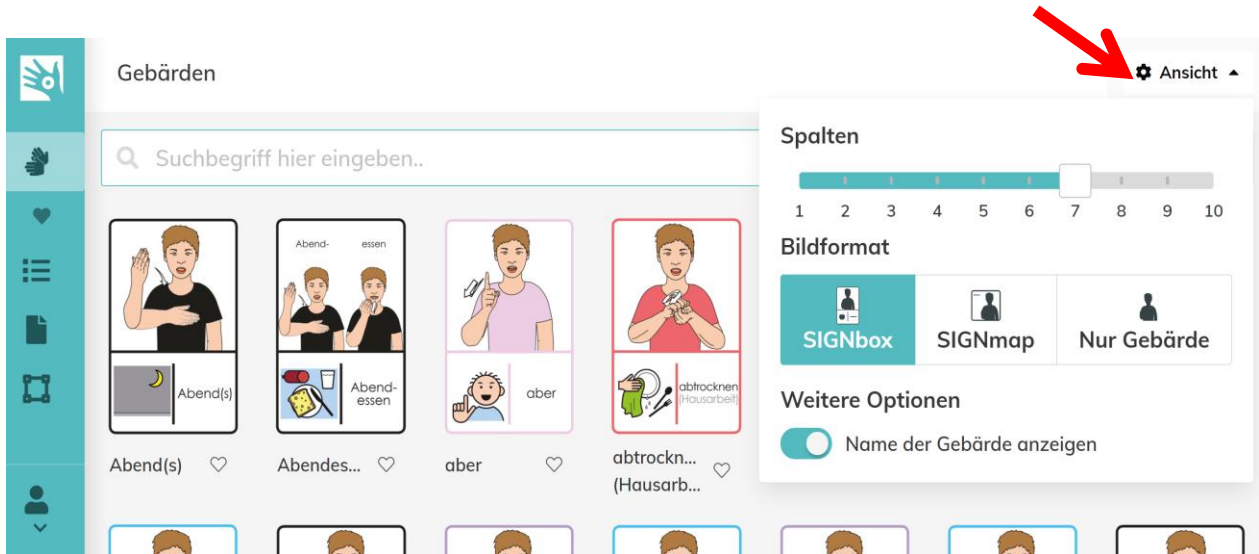 Gebärden
Ansicht
Suchbegriff hier eingeben..
Spalten
1 2 3 4 5 6 7 8 9 10
Bildformat
SIGNbox SIGNmap Nur Gebärde
Weitere Optionen
Name der Gebärde anzeigen
Abend- essen
Abend(s)
Abend-
essen
aber
abtrocknen
(Hausarbeit)
Abend(s) Abendes... aber abtrockn...
(Hausarb...